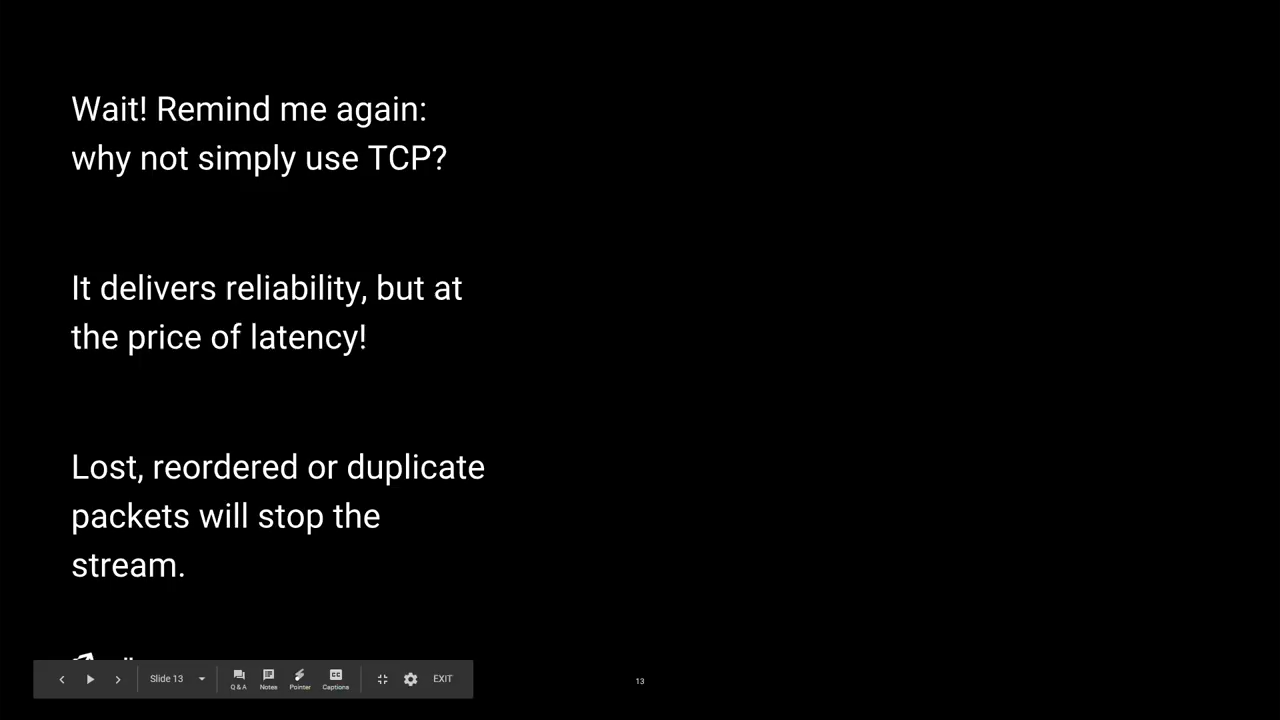 Wait! Remind me again:
why not simply use TCP?
It delivers reliability, but at
the price of latency!
Lost, reordered or duplicate
packets will stop the
stream.
Slide 13
Q & A
Notes
Pointer
CC
Captions
EXIT
13